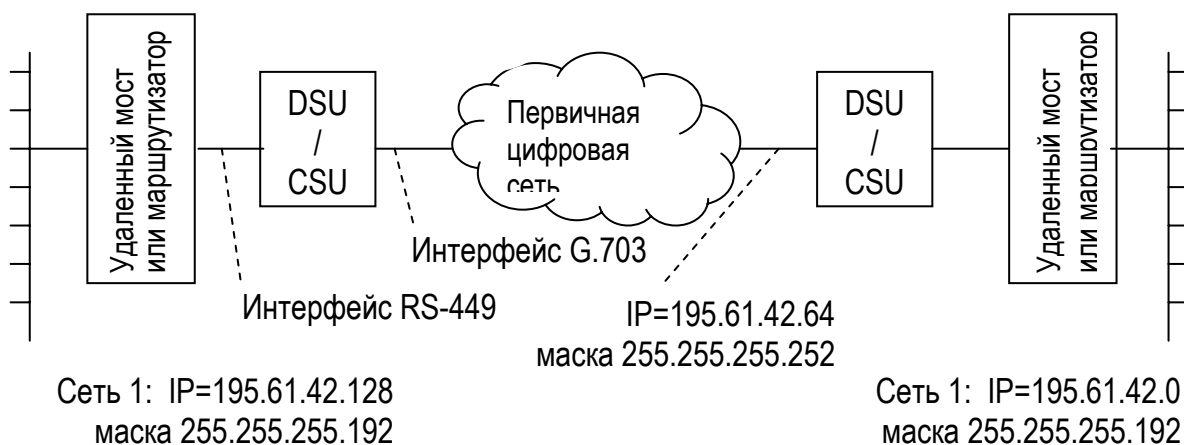 Удаленный мост
или маршрутизатор
DSU
/
CSU
Первичная
цифровая
сеть
DSU
/
CSU
Удаленный мост
или маршрутизатор
Интерфейс G.703
Интерфейс RS-449
IP=195.61.42.64
маска 255.255.255.252
Сеть 1: IP=195.61.42.128
маска 255.255.255.192
Сеть 1: IP=195.61.42.0
маска 255.255.255.192